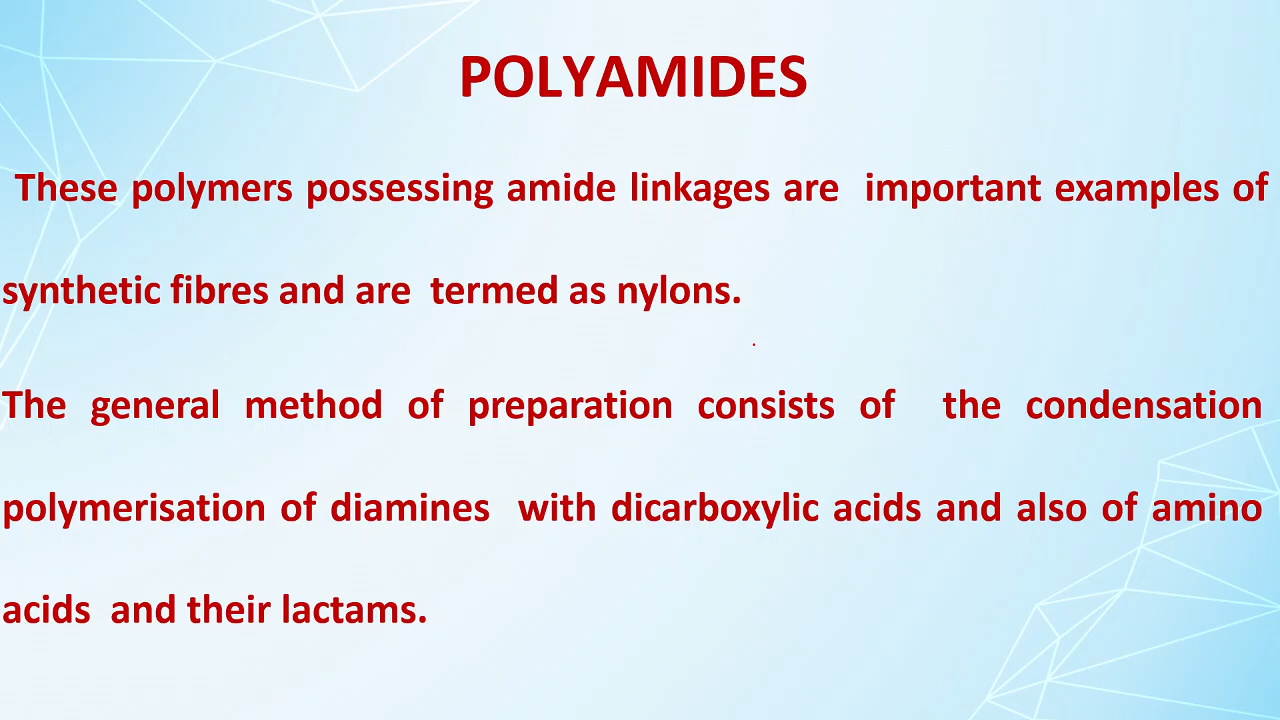 POLYAMIDES
These polymers possessing amide linkages are important examples of
synthetic fibres and are termed as nylons.
The general method of preparation consists of the condensation
polymerisation of diamines with dicarboxylic acids and also of amino
acids and their lactams.